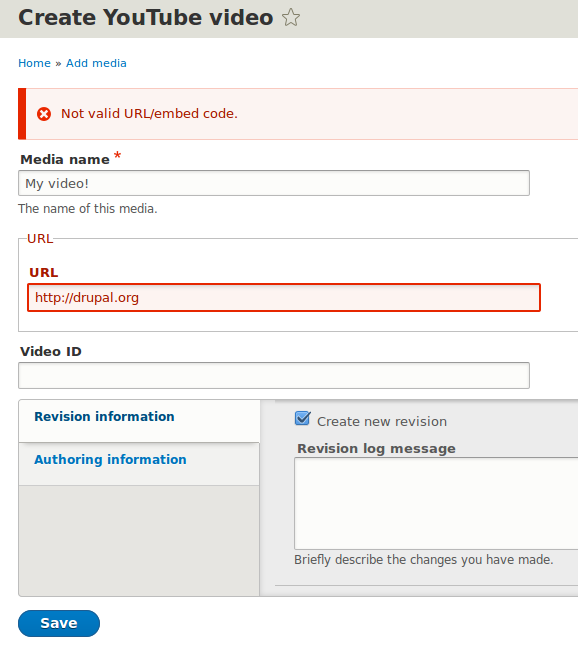 Create YouTube video
Home » Add media
Not valid URL/embed code.
Media name *
My video!
The name of this media.
URL
URL
http://drupal.org
Video ID
Revision information
Authoring information
Create new revision
Revision log message
Briefly describe the changes you have made.
Save